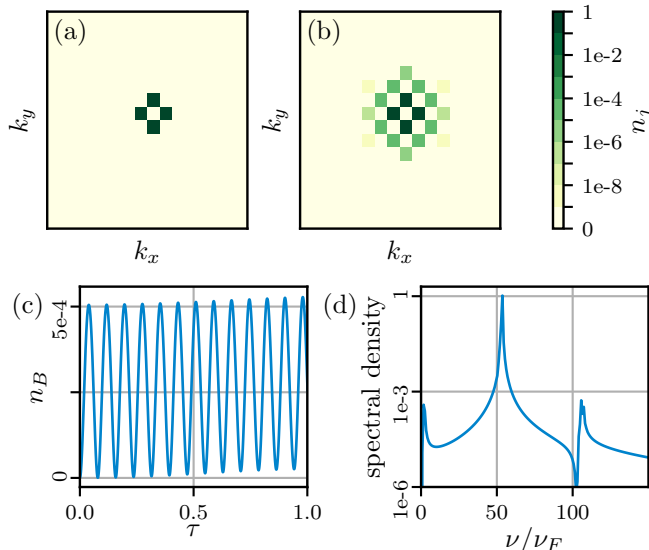 (a)
(b)
k_y
k_y
k_x
k_x
1
1e-2
1e-4
1e-6
1e-8
0
n_j
(c)
5e-4
0
n_B
0.0
0.5
1.0
τ
(d)
spectral density
1
1e-3
1e-6
0
50
100
ν/ν_F